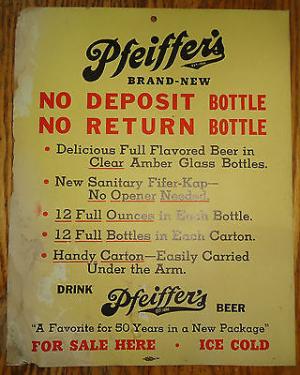 Pfeiffer's
BRAND-NEW
NO DEPOSIT BOTTLE
NO RETURN BOTTLE
• Delicious Full Flavored Beer in
Clear Amber Glass Bottles.
• New Sanitary Fifer-Kap—
No Opener Needed.
• 12 Full Ounces in Each Bottle.
• 12 Full Bottles in Each Carton.
• Handy Carton—Easily Carried
Under the Arm.
DRINK
Pfeiffer's
BEER
"A Favorite for 50 Years in a New Package"
FOR SALE HERE • ICE COLD